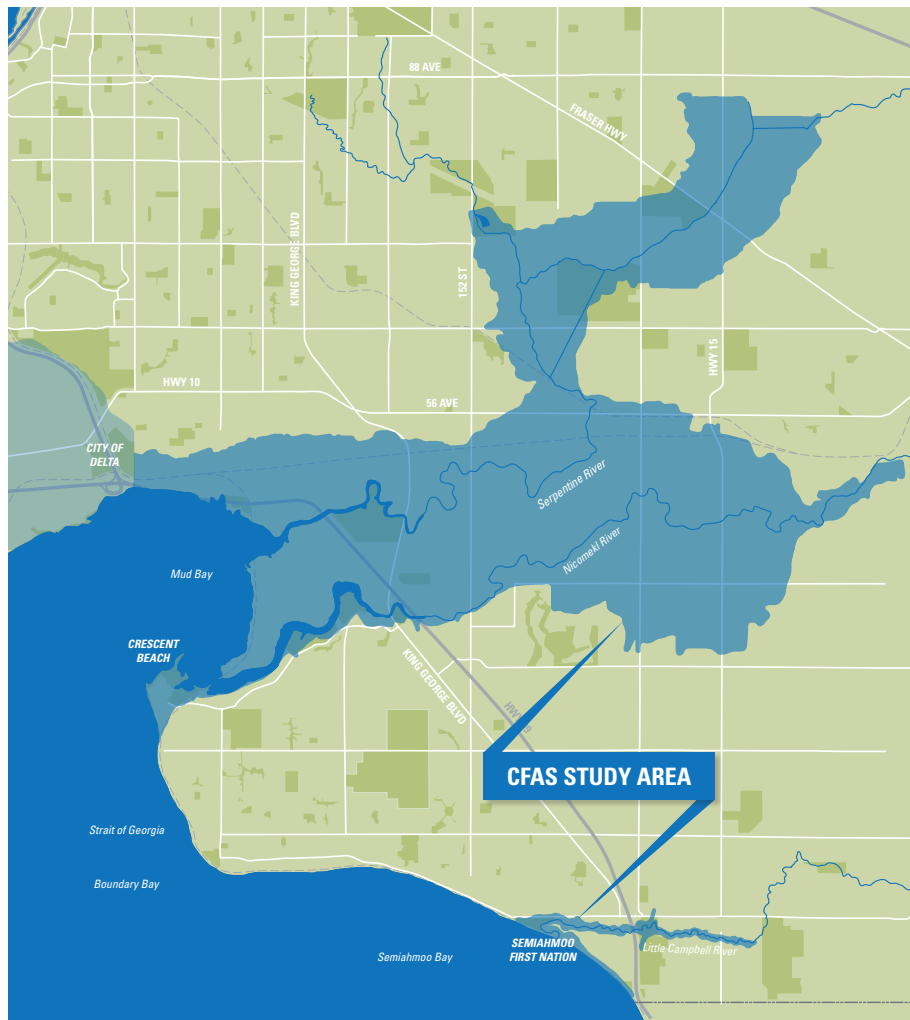 88 AVE
FRASER HWY
KING GEORGE BLVD
152 ST
HWY 15
HWY 10
56 AVE
CITY OF
DELTA
Serpentine River
Nicomekl River
Mud Bay
CRESCENT
BEACH
KING GEORGE BLVD
CFAS STUDY AREA
Strait of Georgia
Boundary Bay
Semiahmoo Bay
SEMIAHMOO
FIRST NATION
Little Campbell River